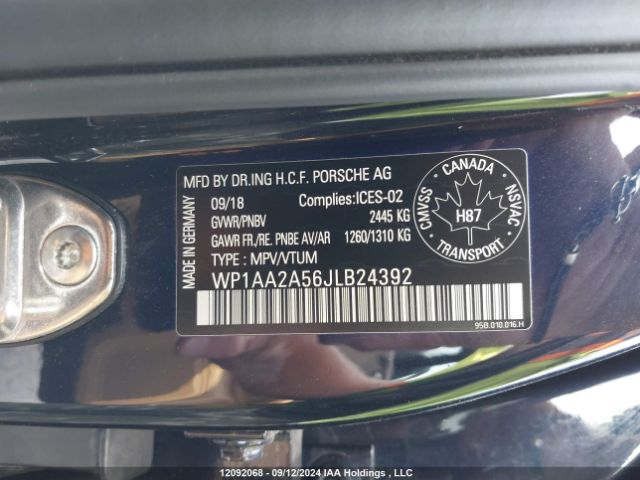 MFD BY DR.ING H.C.F. PORSCHE AG
MADE IN GERMANY
09/18 Complies:ICES-02
GVWR/PNBV 2445 KG
GAWR FR./RE. PNBE AV/AR 1260/1310 KG
TYPE : MPV/VTUM
WP1AA2A56JLB24392
95B.010.016.H
CANADA
CMVSS
NSVAC
H87
TRANSPORT
12092068 - 09/12/2024 IAA Holdings , LLC